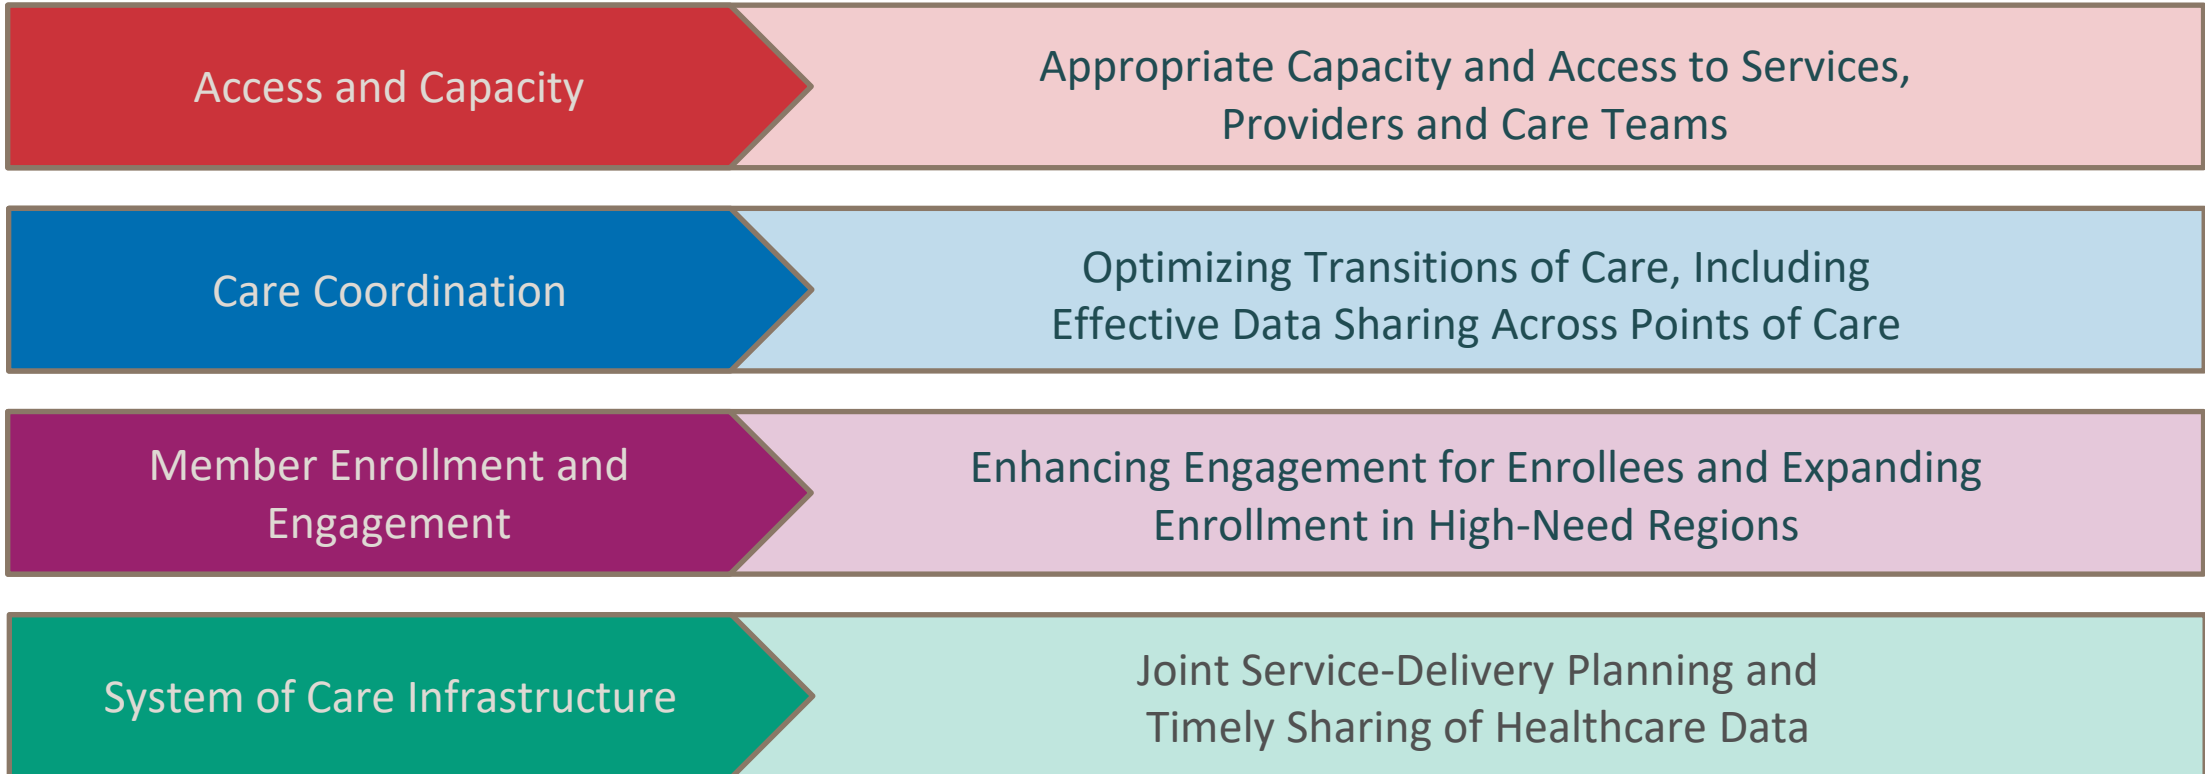 Access and Capacity
Appropriate Capacity and Access to Services,
Providers and Care Teams
Care Coordination
Optimizing Transitions of Care, Including
Effective Data Sharing Across Points of Care
Member Enrollment and
Engagement
Enhancing Engagement for Enrollees and Expanding
Enrollment in High-Need Regions
System of Care Infrastructure
Joint Service-Delivery Planning and
Timely Sharing of Healthcare Data